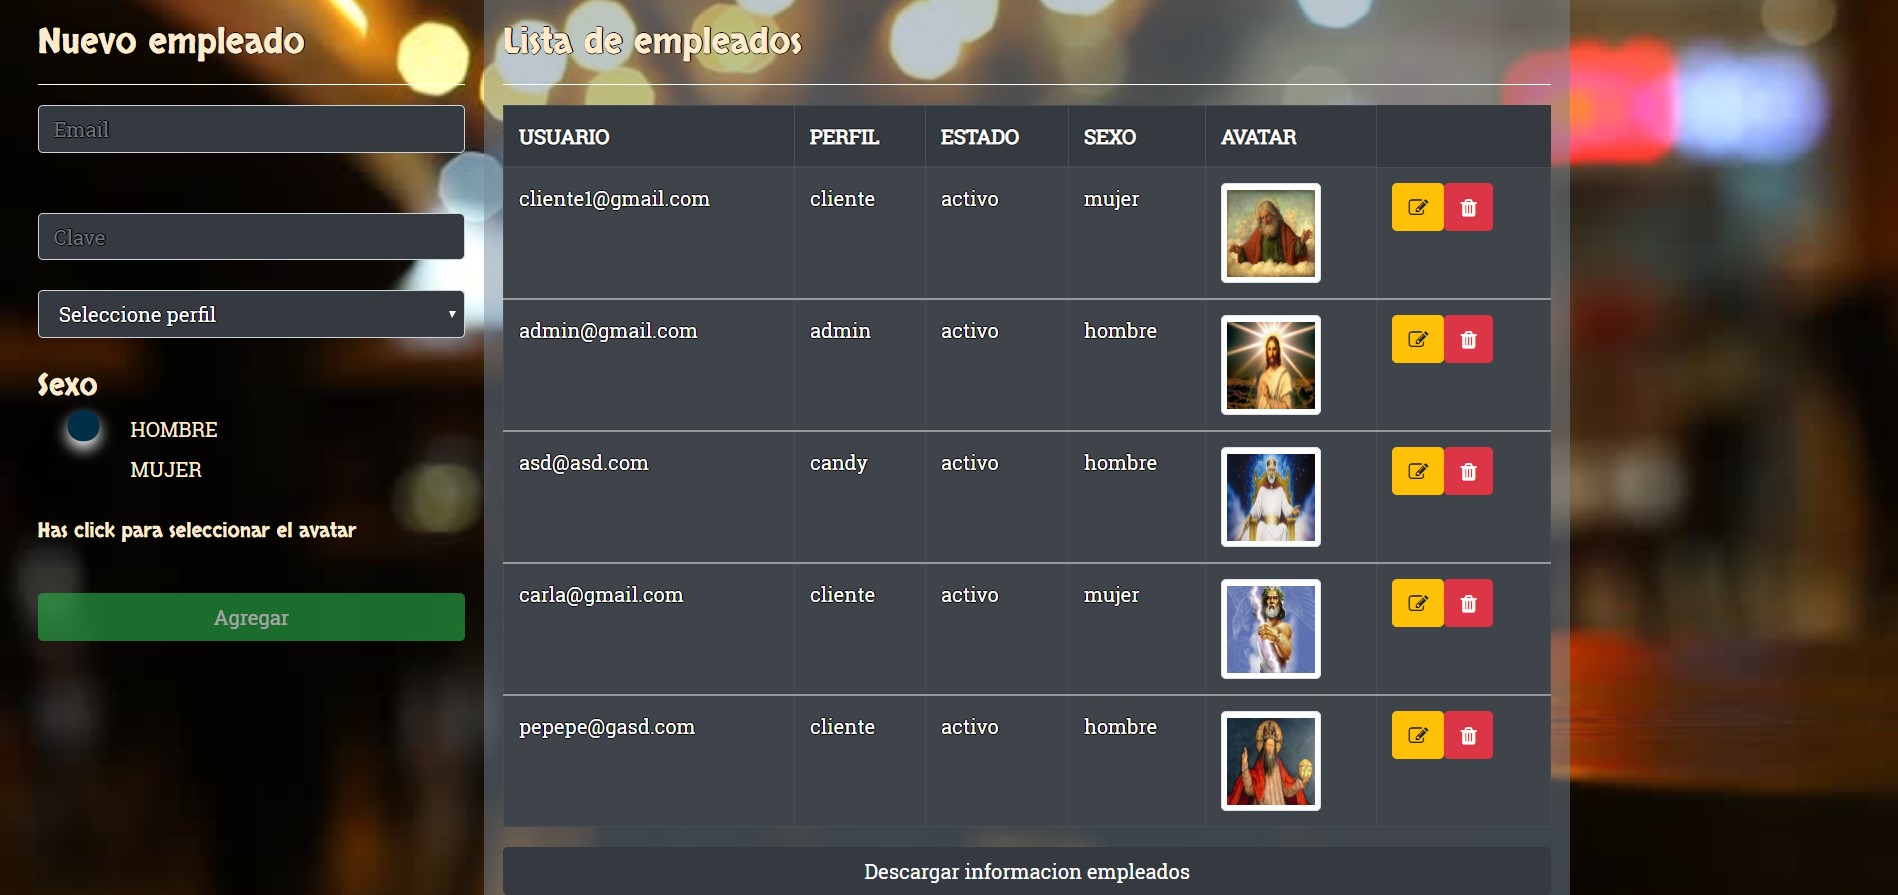 Nuevo empleado
Email
Clave
Seleccione perfil
Sexo
HOMBRE
MUJER
Has click para seleccionar el avatar
Agregar
Lista de empleados
USUARIO PERFIL ESTADO SEXO AVATAR
cliente1@gmail.com cliente activo mujer
admin@gmail.com admin activo hombre
asd@asd.com candy activo hombre
carla@gmail.com cliente activo mujer
pepepe@gasd.com cliente activo hombre
Descargar informacion empleados